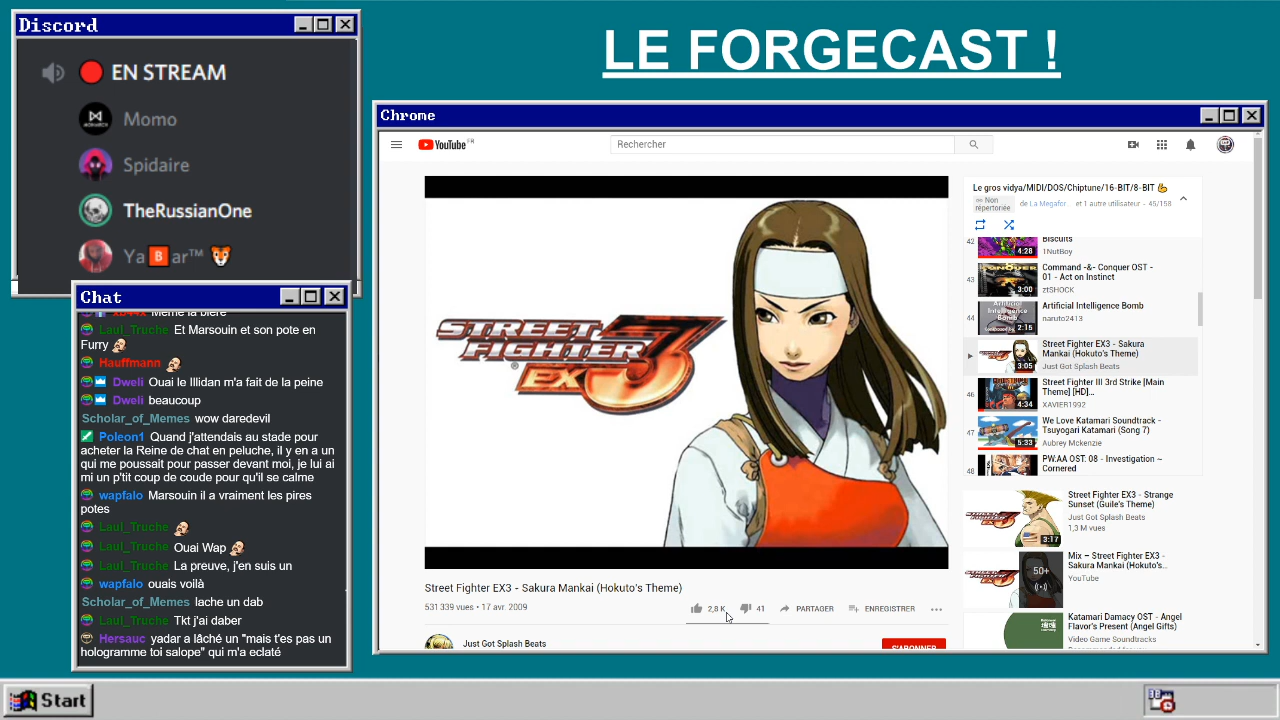 Discord
EN STREAM
Momo
Spidaire
TheRussianOne
Ya🅱ar™ 🐯
LE FORGECAST !
Chat
Laul_Truche Et Marsouin et son pote en
Furry
Hauffmann
Dweli Ouai le Illidan m'a fait de la peine
Dweli beaucoup
Scholar_of_Memes wow daredevil
Poleon1 Quand j'attendais au stade pour
acheter la Reine de chat en peluche, il y en a un
qui me poussait pour passer devant moi, je lui ai
mi un p'tit coup de coude pour qu'il se calme
wapfalo Marsouin il a vraiment les pires
potes
Laul_Truche
Laul_Truche Ouai Wap
Laul_Truche La preuve, j'en suis un
wapfalo ouais voilà
Scholar_of_Memes lache un dab
Laul_Truche Tkt j'ai daber
Hersauc yadar a lâché un "mais t'es pas un
hologramme toi salope" qui m'a eclaté
Chrome
YouTube FR
Rechercher
STREET
FIGHTER
EX 3
Street Fighter EX3 - Sakura Mankai (Hokuto's Theme)
531 339 vues • 17 avr. 2009
2,8 K
41
PARTAGER
ENREGISTRER
Just Got Splash Beats
S'ABONNER
Le gros vidya/MIDI/DOS/Chiptune/16-BIT/8-BIT 💪
Non
répertoriée
de La Megafor... et 1 autre utilisateur - 45/158
42
Biscuits
1NutBoy
4:28
43
Command -&- Conquer OST -
01 - Act on Instinct
ztSHOCK
3:00
44
Artificial Intelligence Bomb
naruto2413
2:15
Street Fighter EX3 - Sakura
Mankai (Hokuto's Theme)
Just Got Splash Beats
3:05
46
Street Fighter III 3rd Strike [Main
Theme] [HD]...
XAVIER1992
4:34
47
We Love Katamari Soundtrack -
Tsuyogari Katamari (Song 7)
Aubrey Mckenzie
5:33
48
PW.AA OST. 08 - Investigation ~
Cornered
Street Fighter EX3 - Strange
Sunset (Guile's Theme)
Just Got Splash Beats
1,3 M vues
3:17
Mix – Street Fighter EX3 -
Sakura Mankai (Hokuto's...
YouTube
50+
Katamari Damacy OST - Angel
Flavor's Present (Angel Gifts)
Video Game Soundtracks
Start